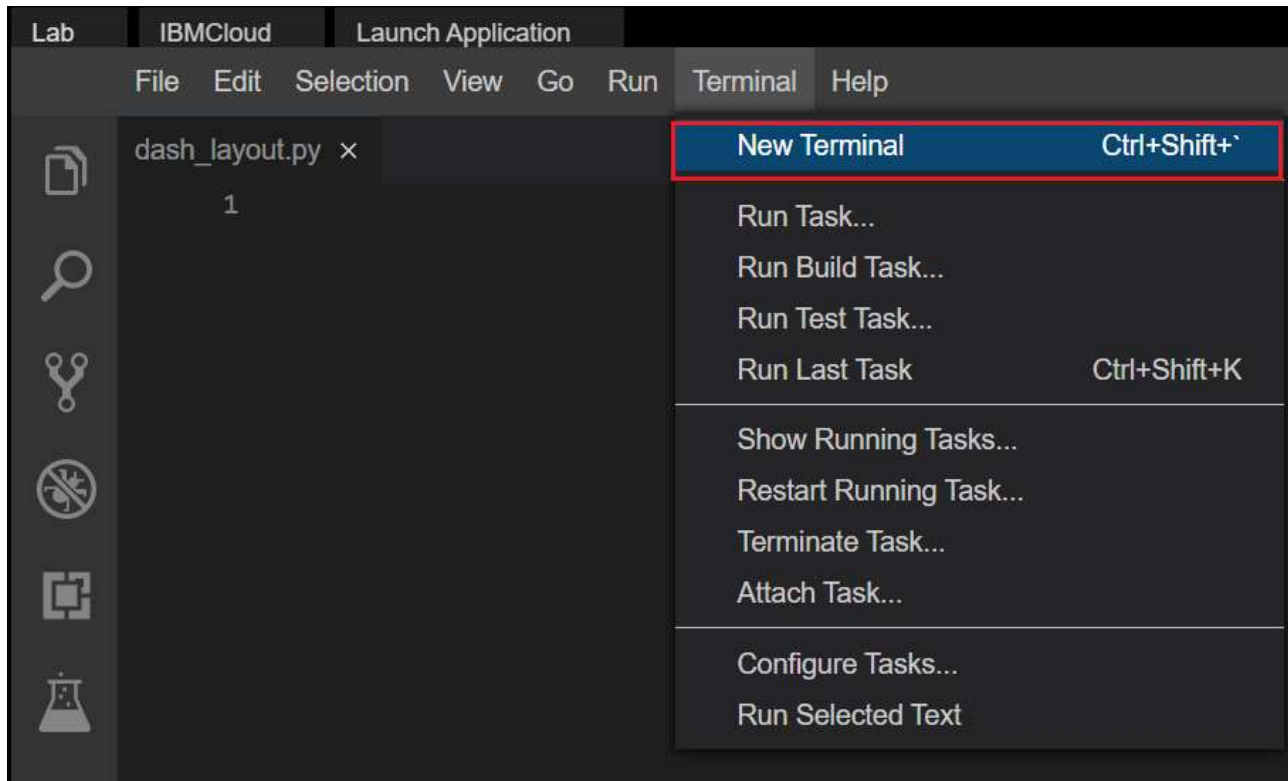 Lab IBMCloud Launch Application
File Edit Selection View Go Run Terminal Help
dash_layout.py ×
1
New Terminal Ctrl+Shift+`
Run Task...
Run Build Task...
Run Test Task...
Run Last Task Ctrl+Shift+K
Show Running Tasks...
Restart Running Task...
Terminate Task...
Attach Task...
Configure Tasks...
Run Selected Text